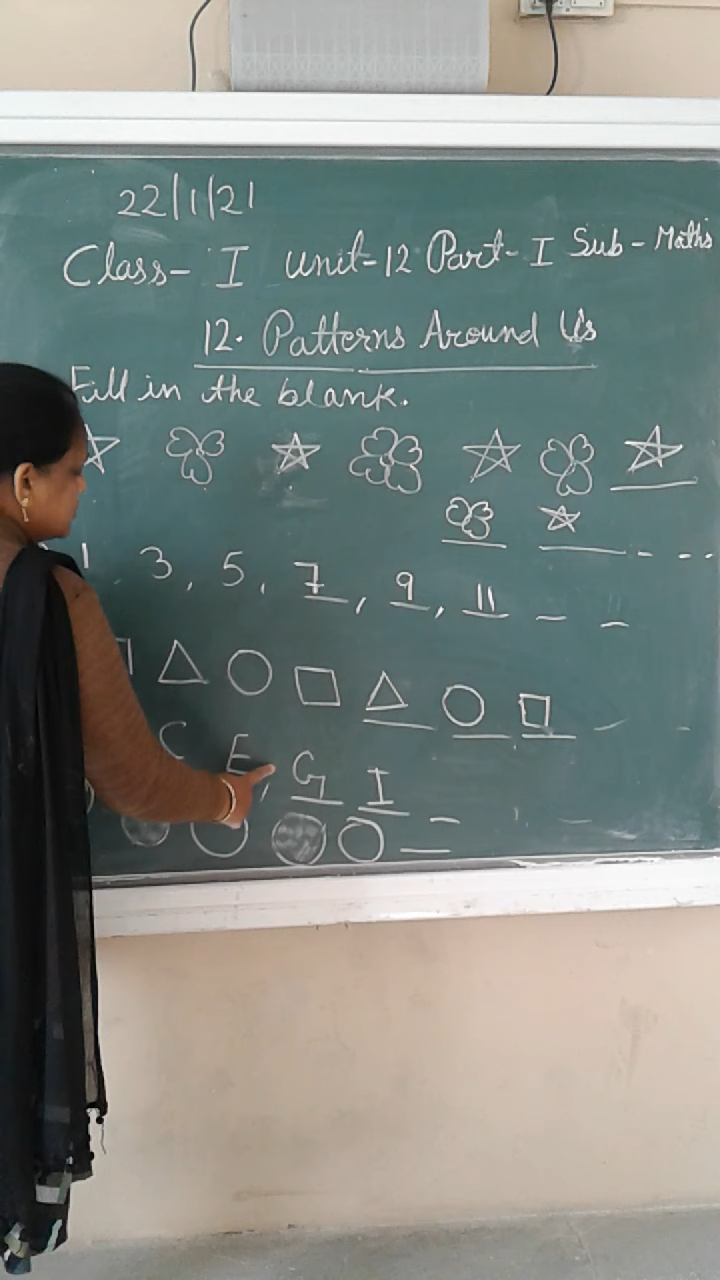 22/1/21
Class- I Unit-12 Part-I Sub- Maths
12. Patterns Around Us
Fill in the blank.
1 3, 5, 7, 9, 11
C E, G I